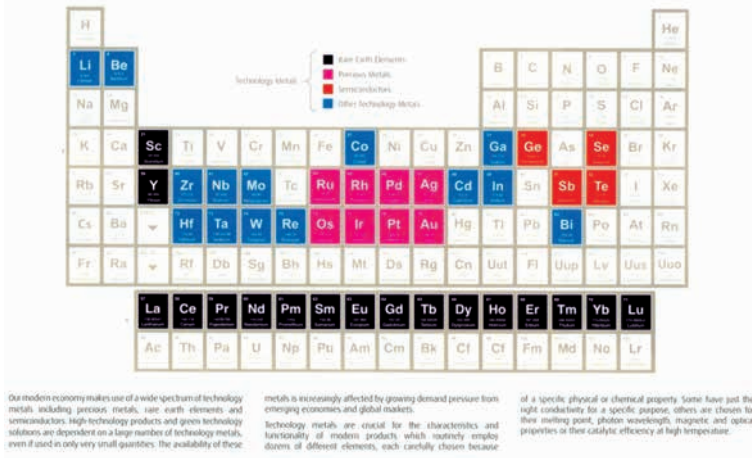 H He
Technology Metals
Rare Earth Elements
Precious Metals
Semiconductors
Other Technology Metals
Li Be B C N O F Ne
Na Mg Al Si P S Cl Ar
K Ca Sc Ti V Cr Mn Fe Co Ni Cu Zn Ga Ge As Se Br Kr
Rb Sr Y Zr Nb Mo Tc Ru Rh Pd Ag Cd In Sn Sb Te I Xe
Cs Ba Hf Ta W Re Os Ir Pt Au Hg Tl Pb Bi Po At Rn
Fr Ra Rf Db Sg Bh Hs Mt Ds Rg Cn Uut Fl Uup Lv Uus Uuo
La Ce Pr Nd Pm Sm Eu Gd Tb Dy Ho Er Tm Yb Lu
Ac Th Pa U Np Pu Am Cm Bk Cf Cf Fm Md No Lr
Our modern economy makes use of a wide spectrum of technology
metals including precious metals, rare earth elements and
semiconductors. High-technology products and green technology
solutions are dependent on a large number of technology metals,
even if used in only very small quantities. The availability of these
metals is increasingly affected by growing demand pressure from
emerging economies and global markets.
Technology metals are crucial for the characteristics and
functionality of modern products which routinely employ
dozens of different elements, each carefully chosen because
of a specific physical or chemical property. Some have just the
right conductivity for a specific purpose, others are chosen for
their melting point, photon wavelength, magnetic and optical
properties or their catalytic efficiency at high temperature.